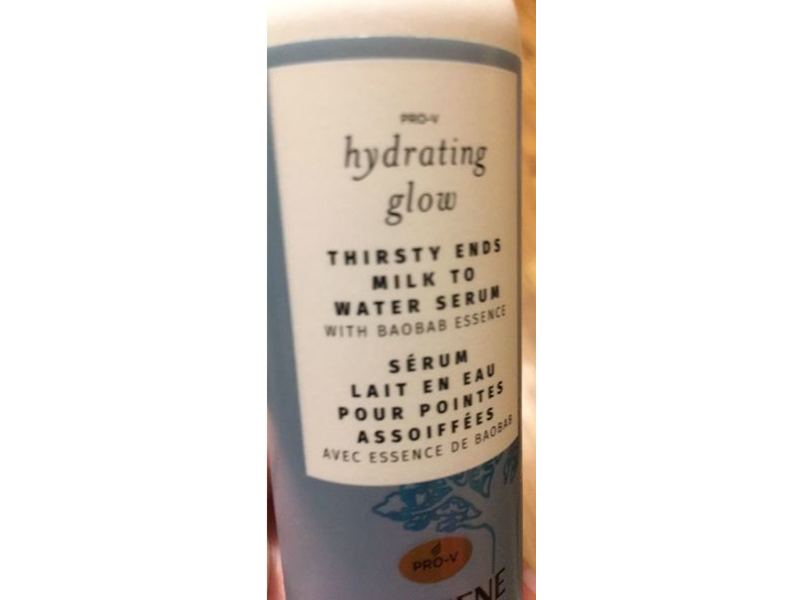 PRO-V
hydrating
glow
THIRSTY ENDS
MILK TO
WATER SERUM
WITH BAOBAB ESSENCE
SÉRUM
LAIT EN EAU
POUR POINTES
ASSOIFFÉES
AVEC ESSENCE DE BAOBAB
PRO-V
ENE